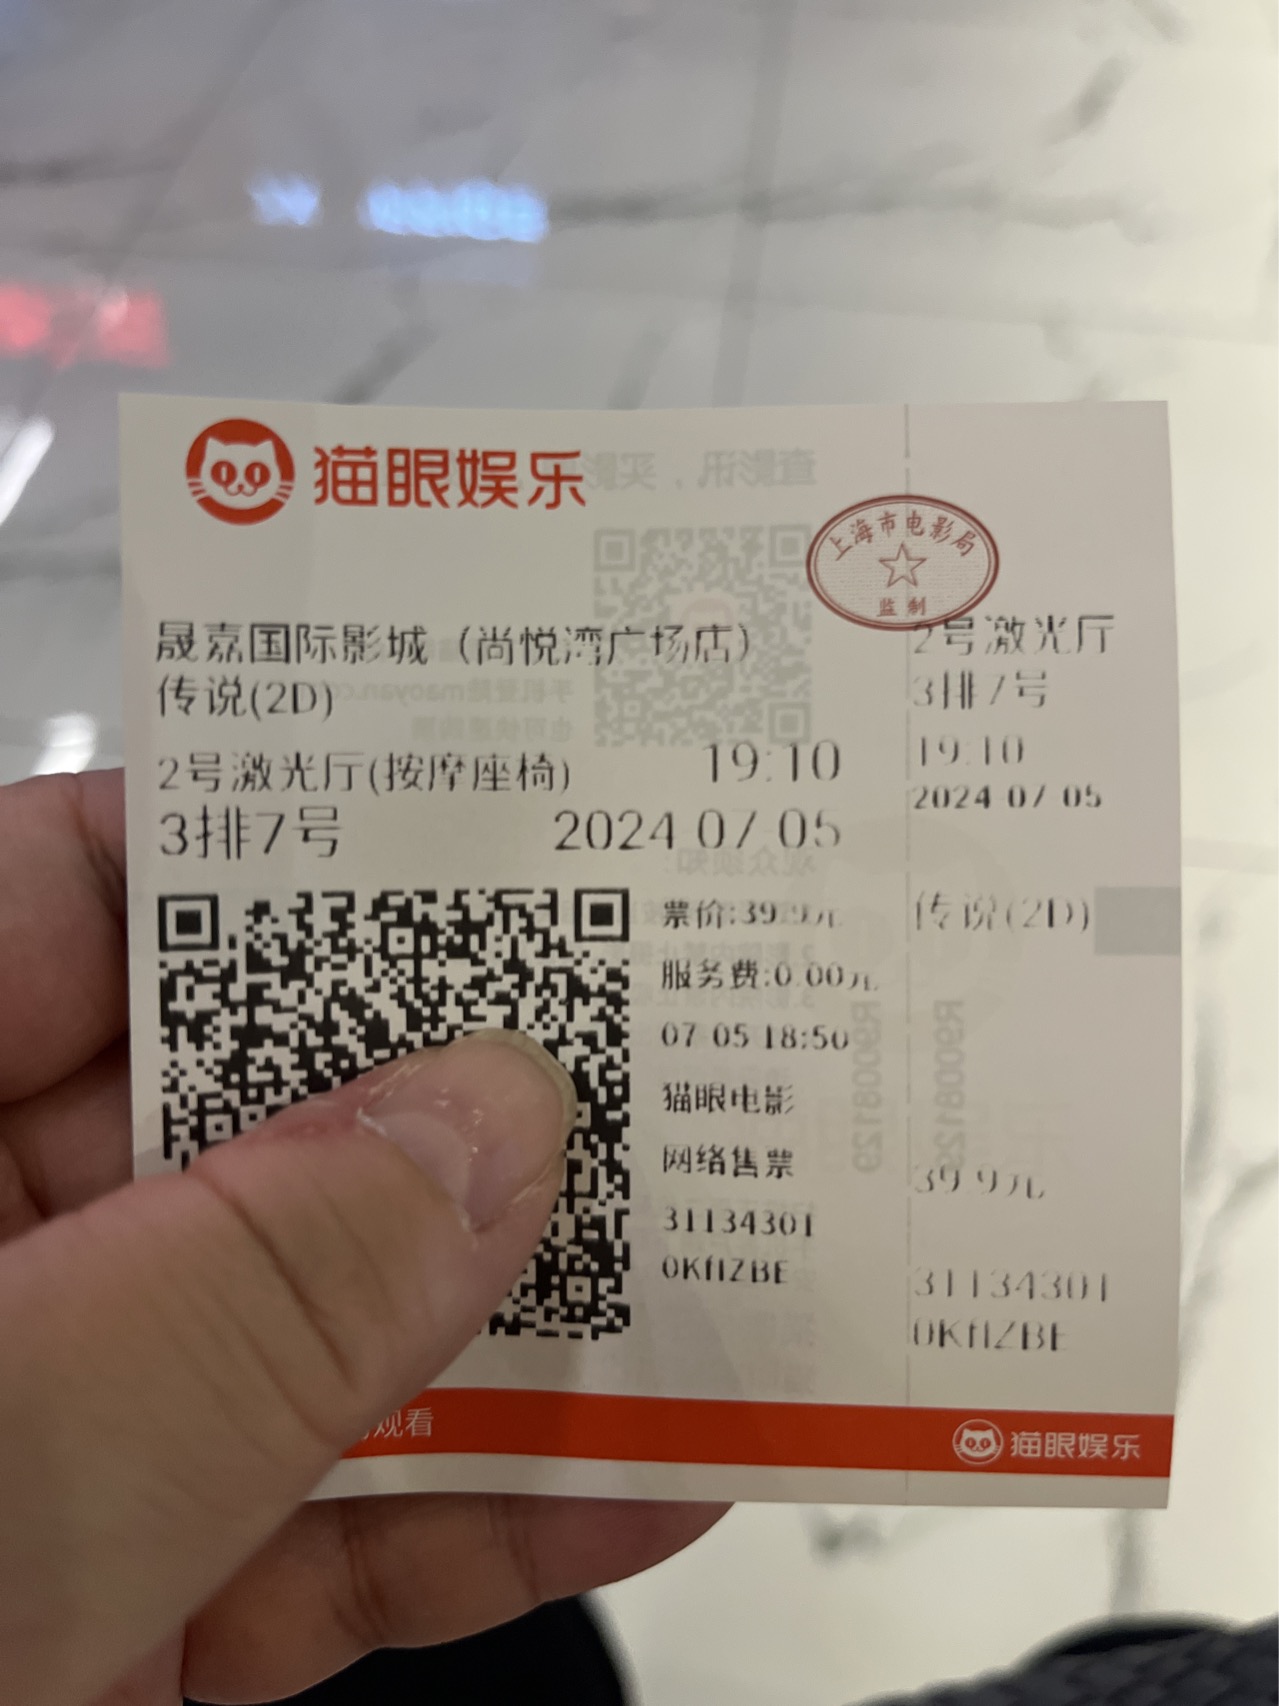 猫眼娱乐
上海市电影局
监制
晟嘉国际影城（尚悦湾广场店）
传说(2D)
2号激光厅(按摩座椅)
19:10
3排7号
2024 07 05
票价:39.9元
服务费:0.00元
07 05 18:50
猫眼电影
网络售票
31134301
0KfIZBE
2号激光厅
3排7号
19:10
2024 07 05
传说(2D)
39.9元
31134301
0KfIZBE
观看
猫眼娱乐